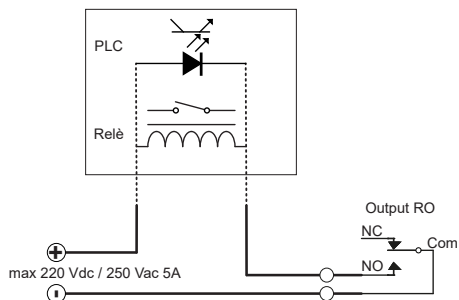 PLC
Relè
Output RO
NC
Com
NO
max 220 Vdc / 250 Vac 5A